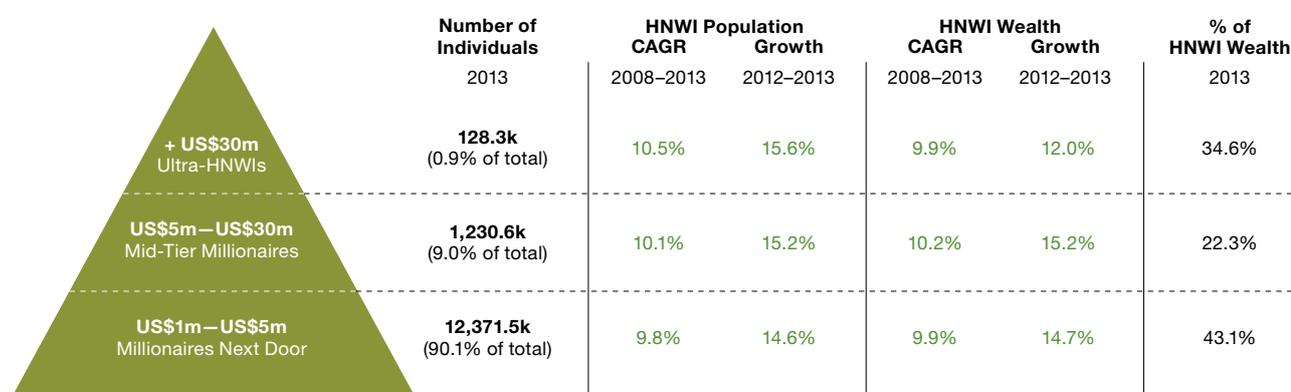 Number of
Individuals
2013
HNWI Population
CAGR Growth
2008–2013 2012–2013
HNWI Wealth
CAGR Growth
2008–2013 2012–2013
% of
HNWI Wealth
2013
+ US$30m
Ultra-HNWIs
128.3k
(0.9% of total)
10.5% 15.6% 9.9% 12.0% 34.6%
US$5m—US$30m
Mid-Tier Millionaires
1,230.6k
(9.0% of total)
10.1% 15.2% 10.2% 15.2% 22.3%
US$1m—US$5m
Millionaires Next Door
12,371.5k
(90.1% of total)
9.8% 14.6% 9.9% 14.7% 43.1%